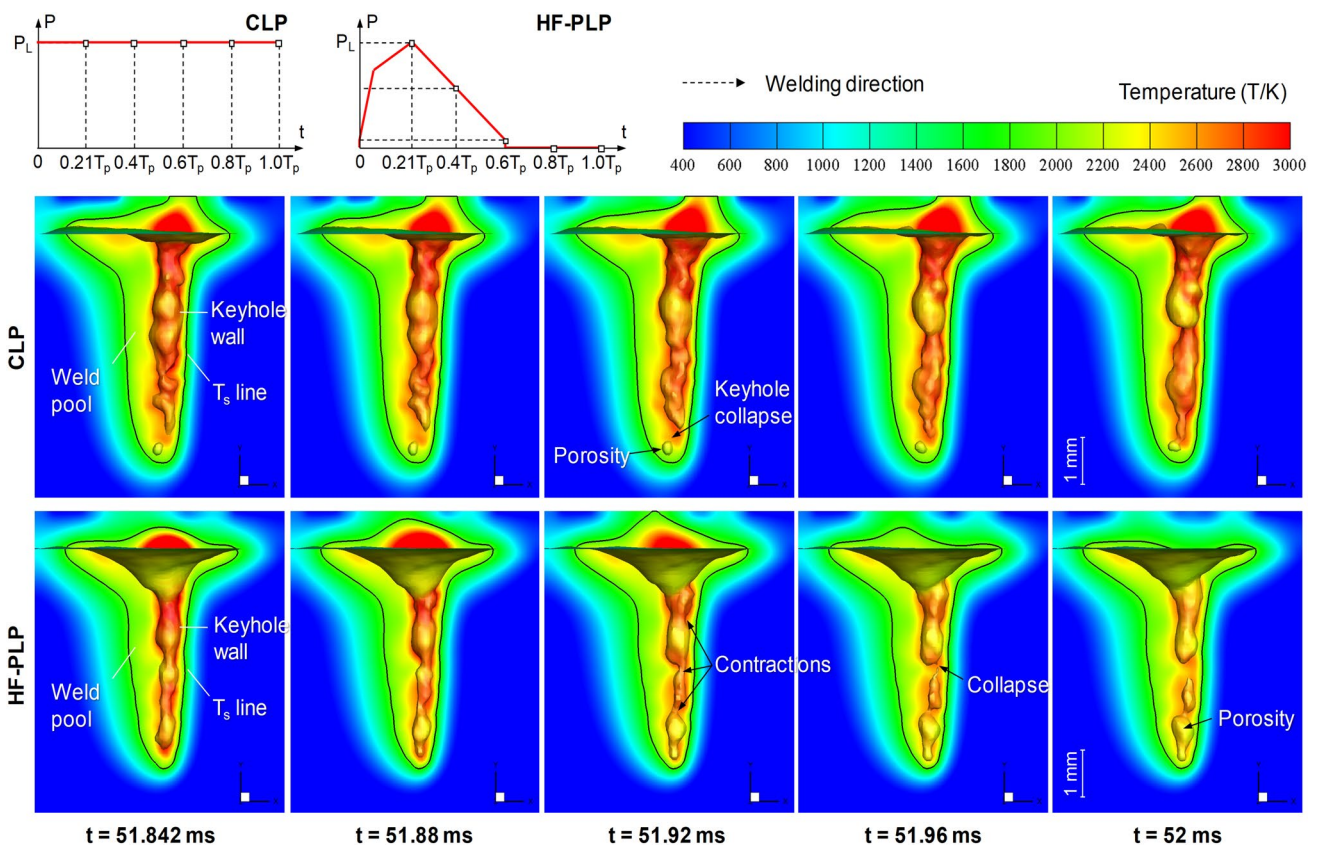 P
CLP
P_L
t
0
0.21T_p
0.4T_p
0.6T_p
0.8T_p
1.0T_p
P
HF-PLP
P_L
t
0
0.21T_p
0.4T_p
0.6T_p
0.8T_p
1.0T_p
Welding direction
Temperature (T/K)
400 600 800 1000 1200 1400 1600 1800 2000 2200 2400 2600 2800 3000
CLP
Keyhole
wall
Weld
pool
T_s line
Keyhole
collapse
Porosity
1 mm
HF-PLP
Keyhole
wall
Weld
pool
T_s line
Contractions
Collapse
Porosity
1 mm
t = 51.842 ms
t = 51.88 ms
t = 51.92 ms
t = 51.96 ms
t = 52 ms